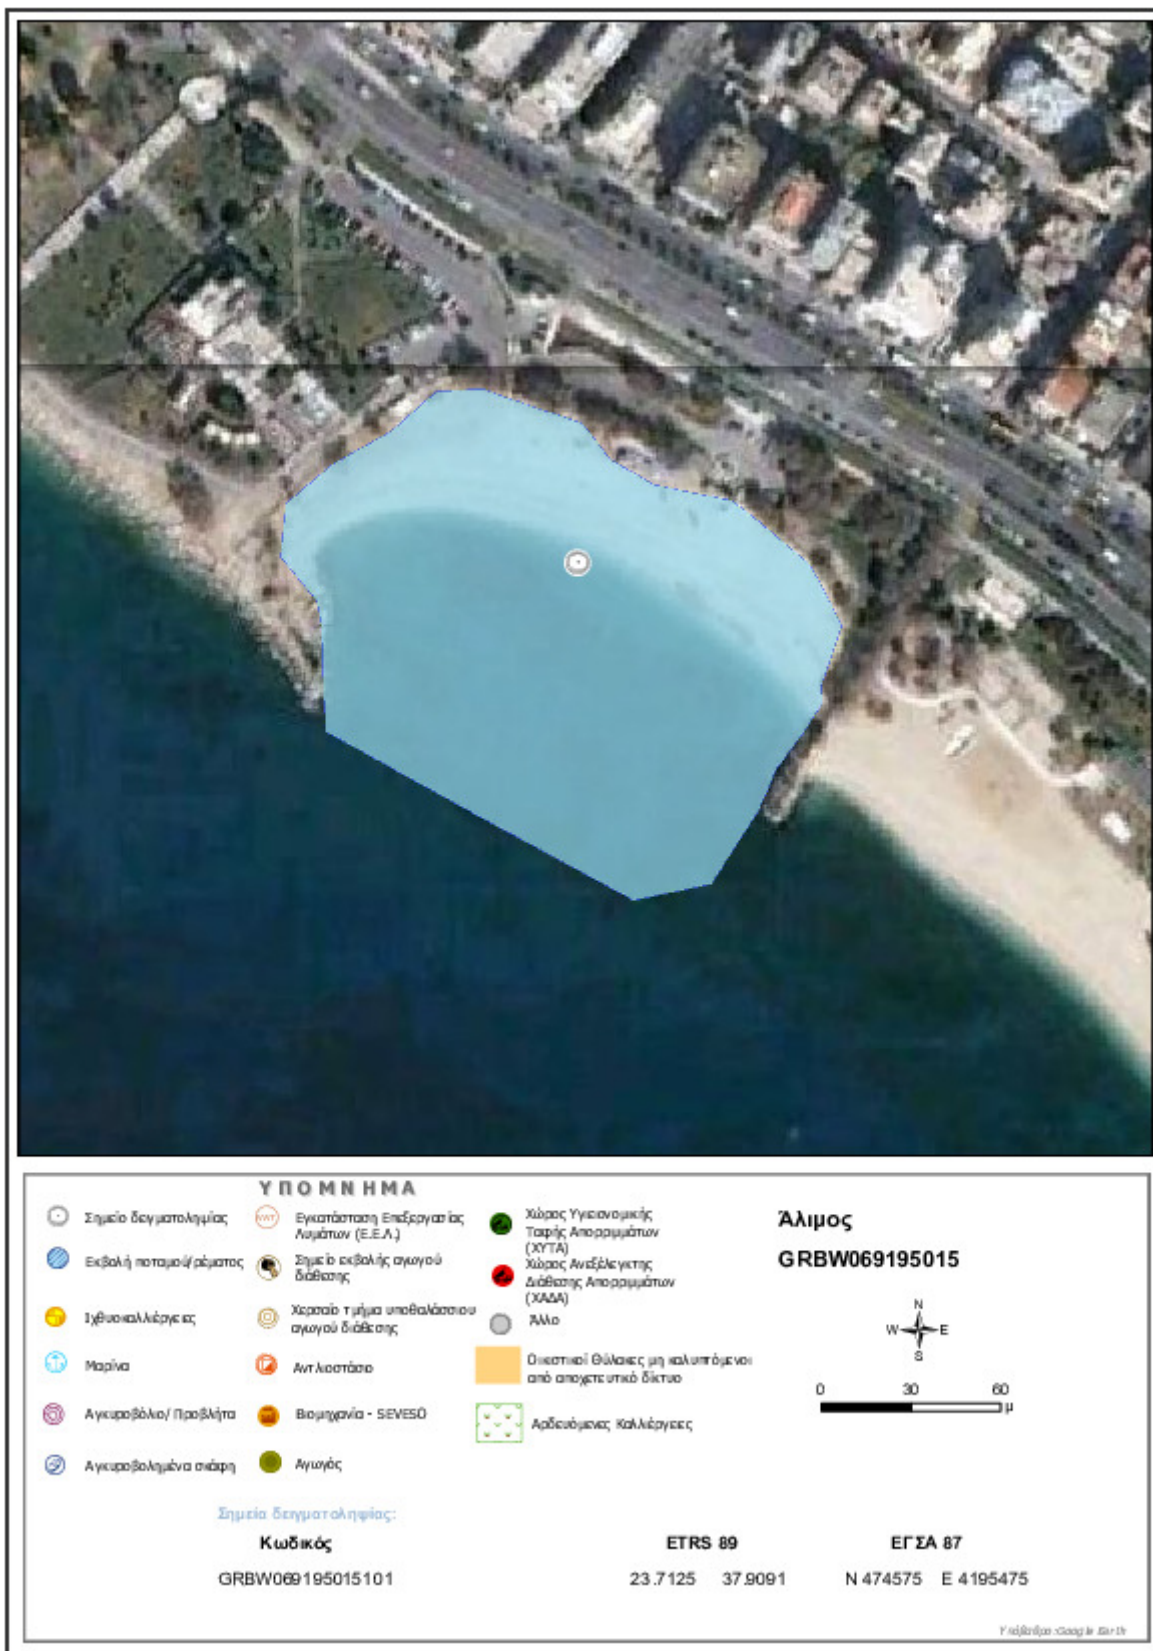 ΥΠΟΜΝΗΜΑ
Σημείο δειγματοληψίας
Εκβολή ποταμού/ρέματος
Ιχθυοκαλλιέργειες
Μαρίνα
Αγκυροβόλιο/ Προβλήτα
Αγκυροβολημένα σκάφη
Εγκατάσταση Επεξεργασίας
Λυμάτων (Ε.Ε.Λ.)
Σημείο εκβολής αγωγού
διάθεσης
Χερσαίο τμήμα υποθαλάσσιου
αγωγού διάθεσης
Αντλιοστάσιο
Βιομηχανία - SEVESO
Αγωγός
Χώρος Υγειονομικής
Ταφής Απορριμμάτων
(ΧΥΤΑ)
Χώρος Ανεξέλεγκτης
Διάθεσης Απορριμμάτων
(ΧΑΔΑ)
Άλλο
Οικιστικοί Θύλακες μη καλυπτόμενοι
από αποχετευτικό δίκτυο
Αρδευόμενες Καλλιέργειες
Άλιμος
GRBW069195015
N
W E
S
0 30 60
μ
Σημεία δειγματοληψίας:
Κωδικός ETRS 89 ΕΓΣΑ 87
GRBW069195015101 23.7125 37.9091 N 474575 E 4195475
Υπόβαθρο:Google Earth